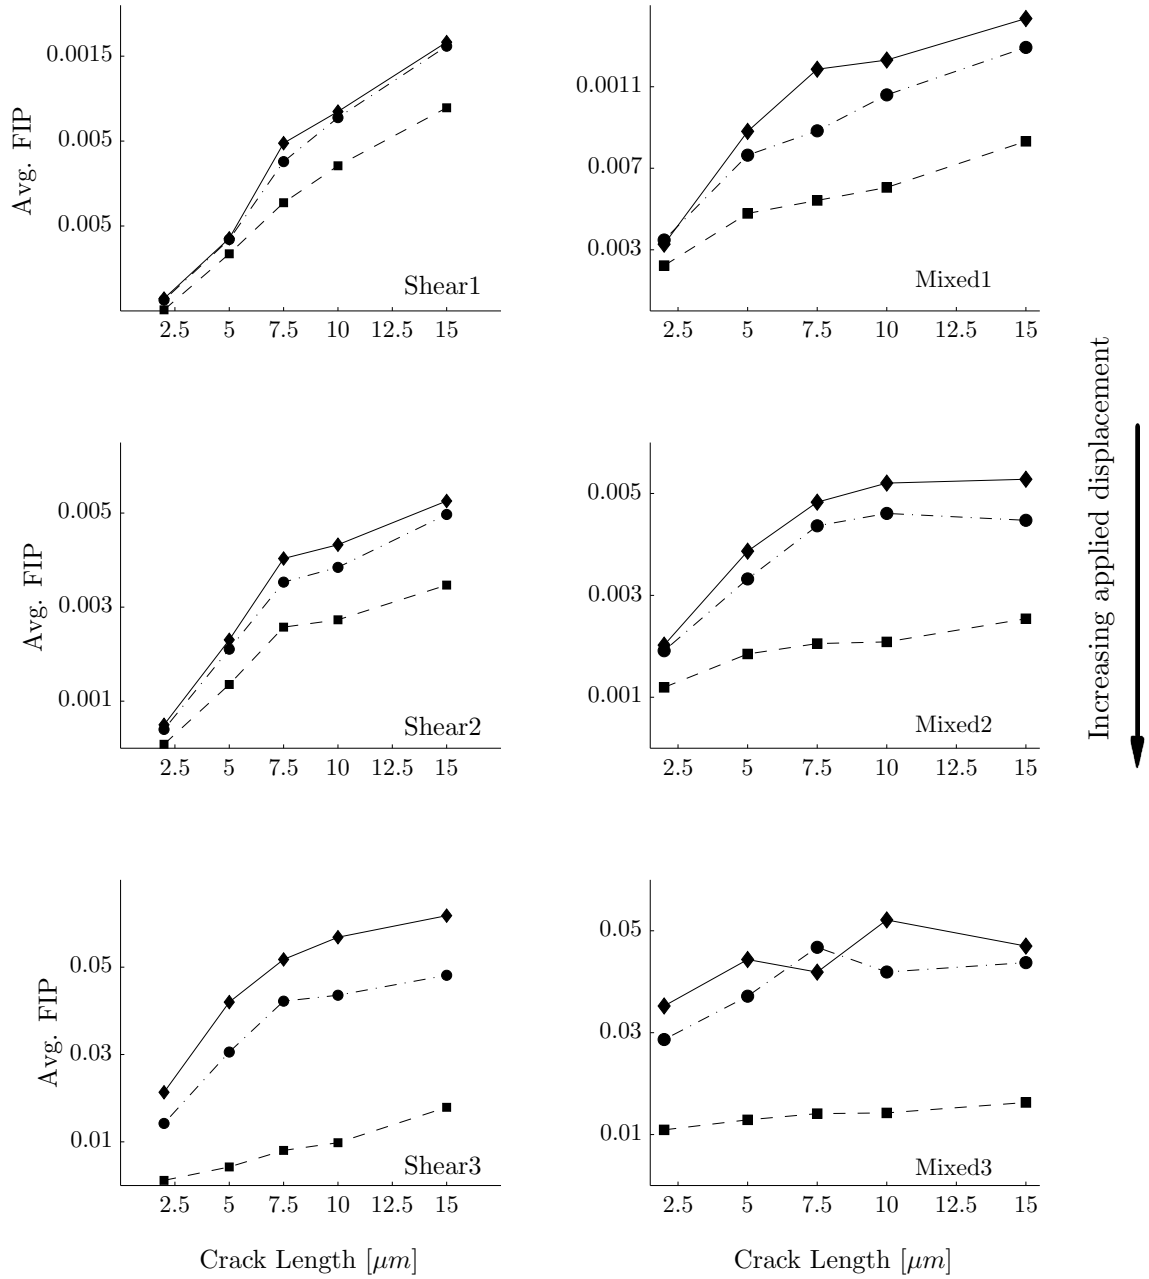 Avg. FIP
0.0015
0.005
0.005
Shear1
2.5 5 7.5 10 12.5 15
0.0011
0.007
0.003
Mixed1
2.5 5 7.5 10 12.5 15
Avg. FIP
0.005
0.003
0.001
Shear2
2.5 5 7.5 10 12.5 15
0.005
0.003
0.001
Mixed2
2.5 5 7.5 10 12.5 15
Increasing applied displacement
Avg. FIP
0.05
0.03
0.01
Shear3
2.5 5 7.5 10 12.5 15
Crack Length [μm]
0.05
0.03
0.01
Mixed3
2.5 5 7.5 10 12.5 15
Crack Length [μm]